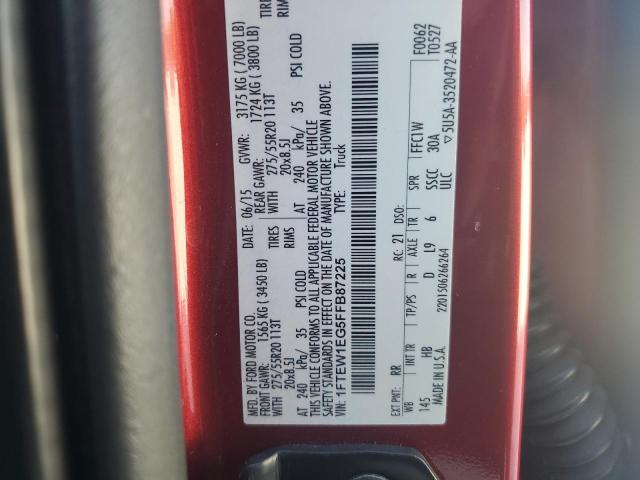 MFD. BY FORD MOTOR CO.
DATE: 06/15 GVWR: 3175 KG ( 7000 LB)
FRONT GAWR: 1565 KG ( 3450 LB) REAR GAWR: 1724 KG ( 3800 LB)
WITH 275/55R20 113T TIRES WITH 275/55R20 113T TIRES
20x8.5J RIMS 20x8.5J RIMS
AT 240 kPa/ 35 PSI COLD AT 240 kPa/ 35 PSI COLD
THIS VEHICLE CONFORMS TO ALL APPLICABLE FEDERAL MOTOR VEHICLE
SAFETY STANDARDS IN EFFECT ON THE DATE OF MANUFACTURE SHOWN ABOVE.
VIN: 1FTEW1EG5FFB87225 TYPE: Truck
F0062
T0527
EXT PNT: RR RC: 21 DSO: FFC1W
WB INT TR TP/PS R AXLE TR SPR 30A
145 HB D L9 6 SSCC
MADE IN U.S.A. 2201506266264 ULC ▽5U5A-3520472-AA